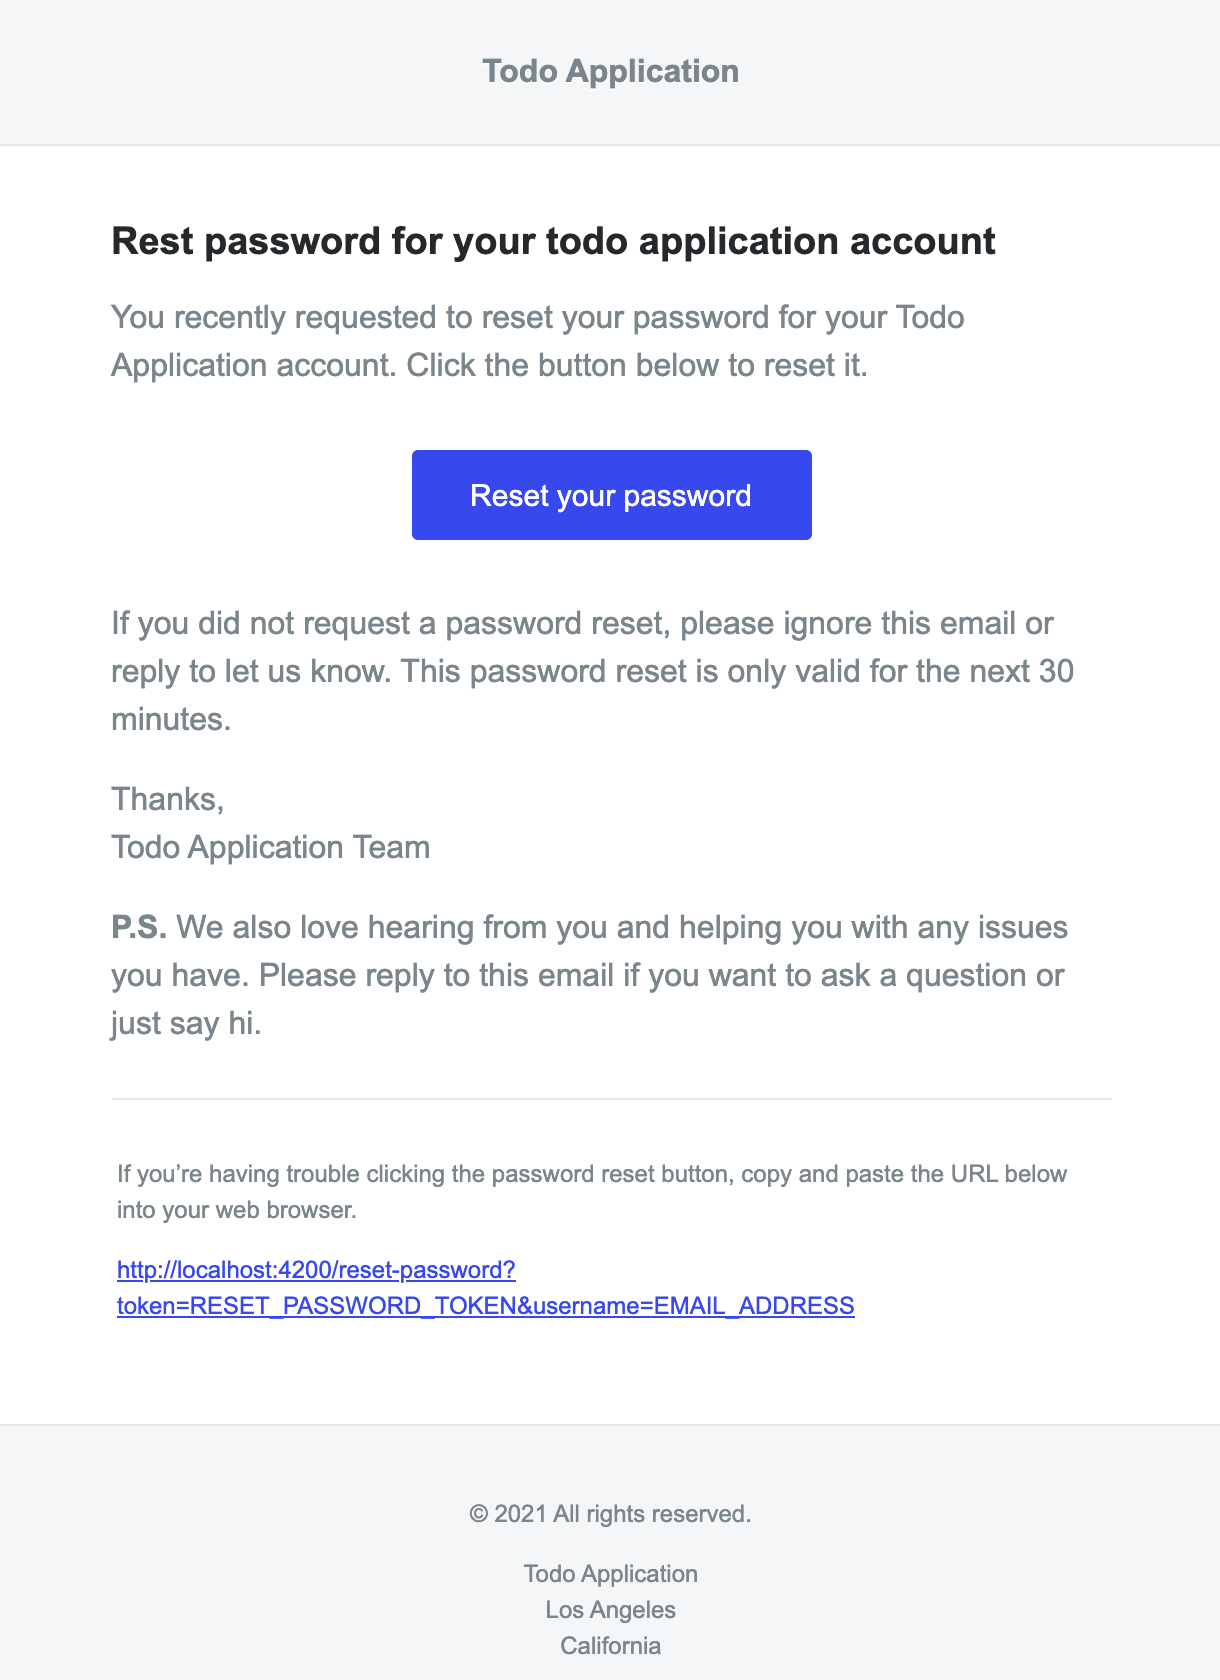 Todo Application
Rest password for your todo application account
You recently requested to reset your password for your Todo
Application account. Click the button below to reset it.
Reset your password
If you did not request a password reset, please ignore this email or
reply to let us know. This password reset is only valid for the next 30
minutes.
Thanks,
Todo Application Team
P.S. We also love hearing from you and helping you with any issues
you have. Please reply to this email if you want to ask a question or
just say hi.
If you’re having trouble clicking the password reset button, copy and paste the URL below
into your web browser.
http://localhost:4200/reset-password?
token=RESET_PASSWORD_TOKEN&username=EMAIL_ADDRESS
© 2021 All rights reserved.
Todo Application
Los Angeles
California